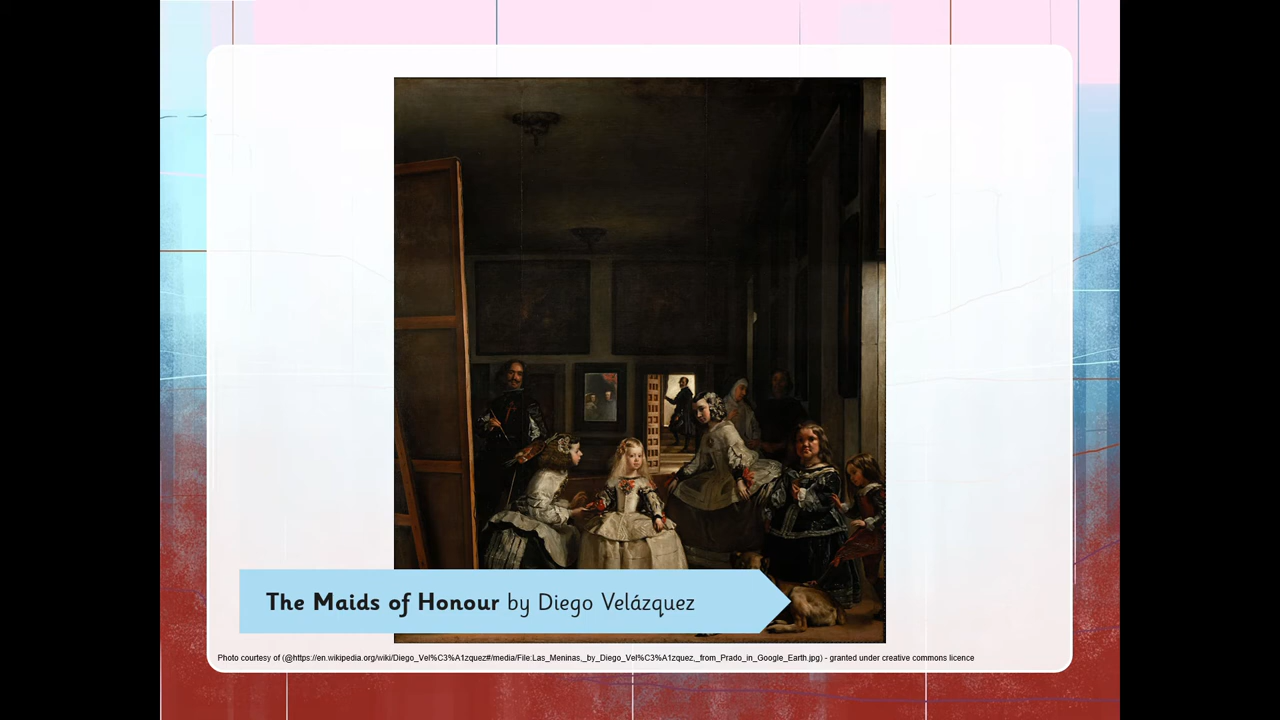 The Maids of Honour by Diego Velázquez
Photo courtesy of (@https://en.wikipedia.org/wiki/Diego_Vel%C3%A1zquez#/media/File:Las_Meninas,_by_Diego_Vel%C3%A1zquez,_from_Prado_in_Google_Earth.jpg) - granted under creative commons licence